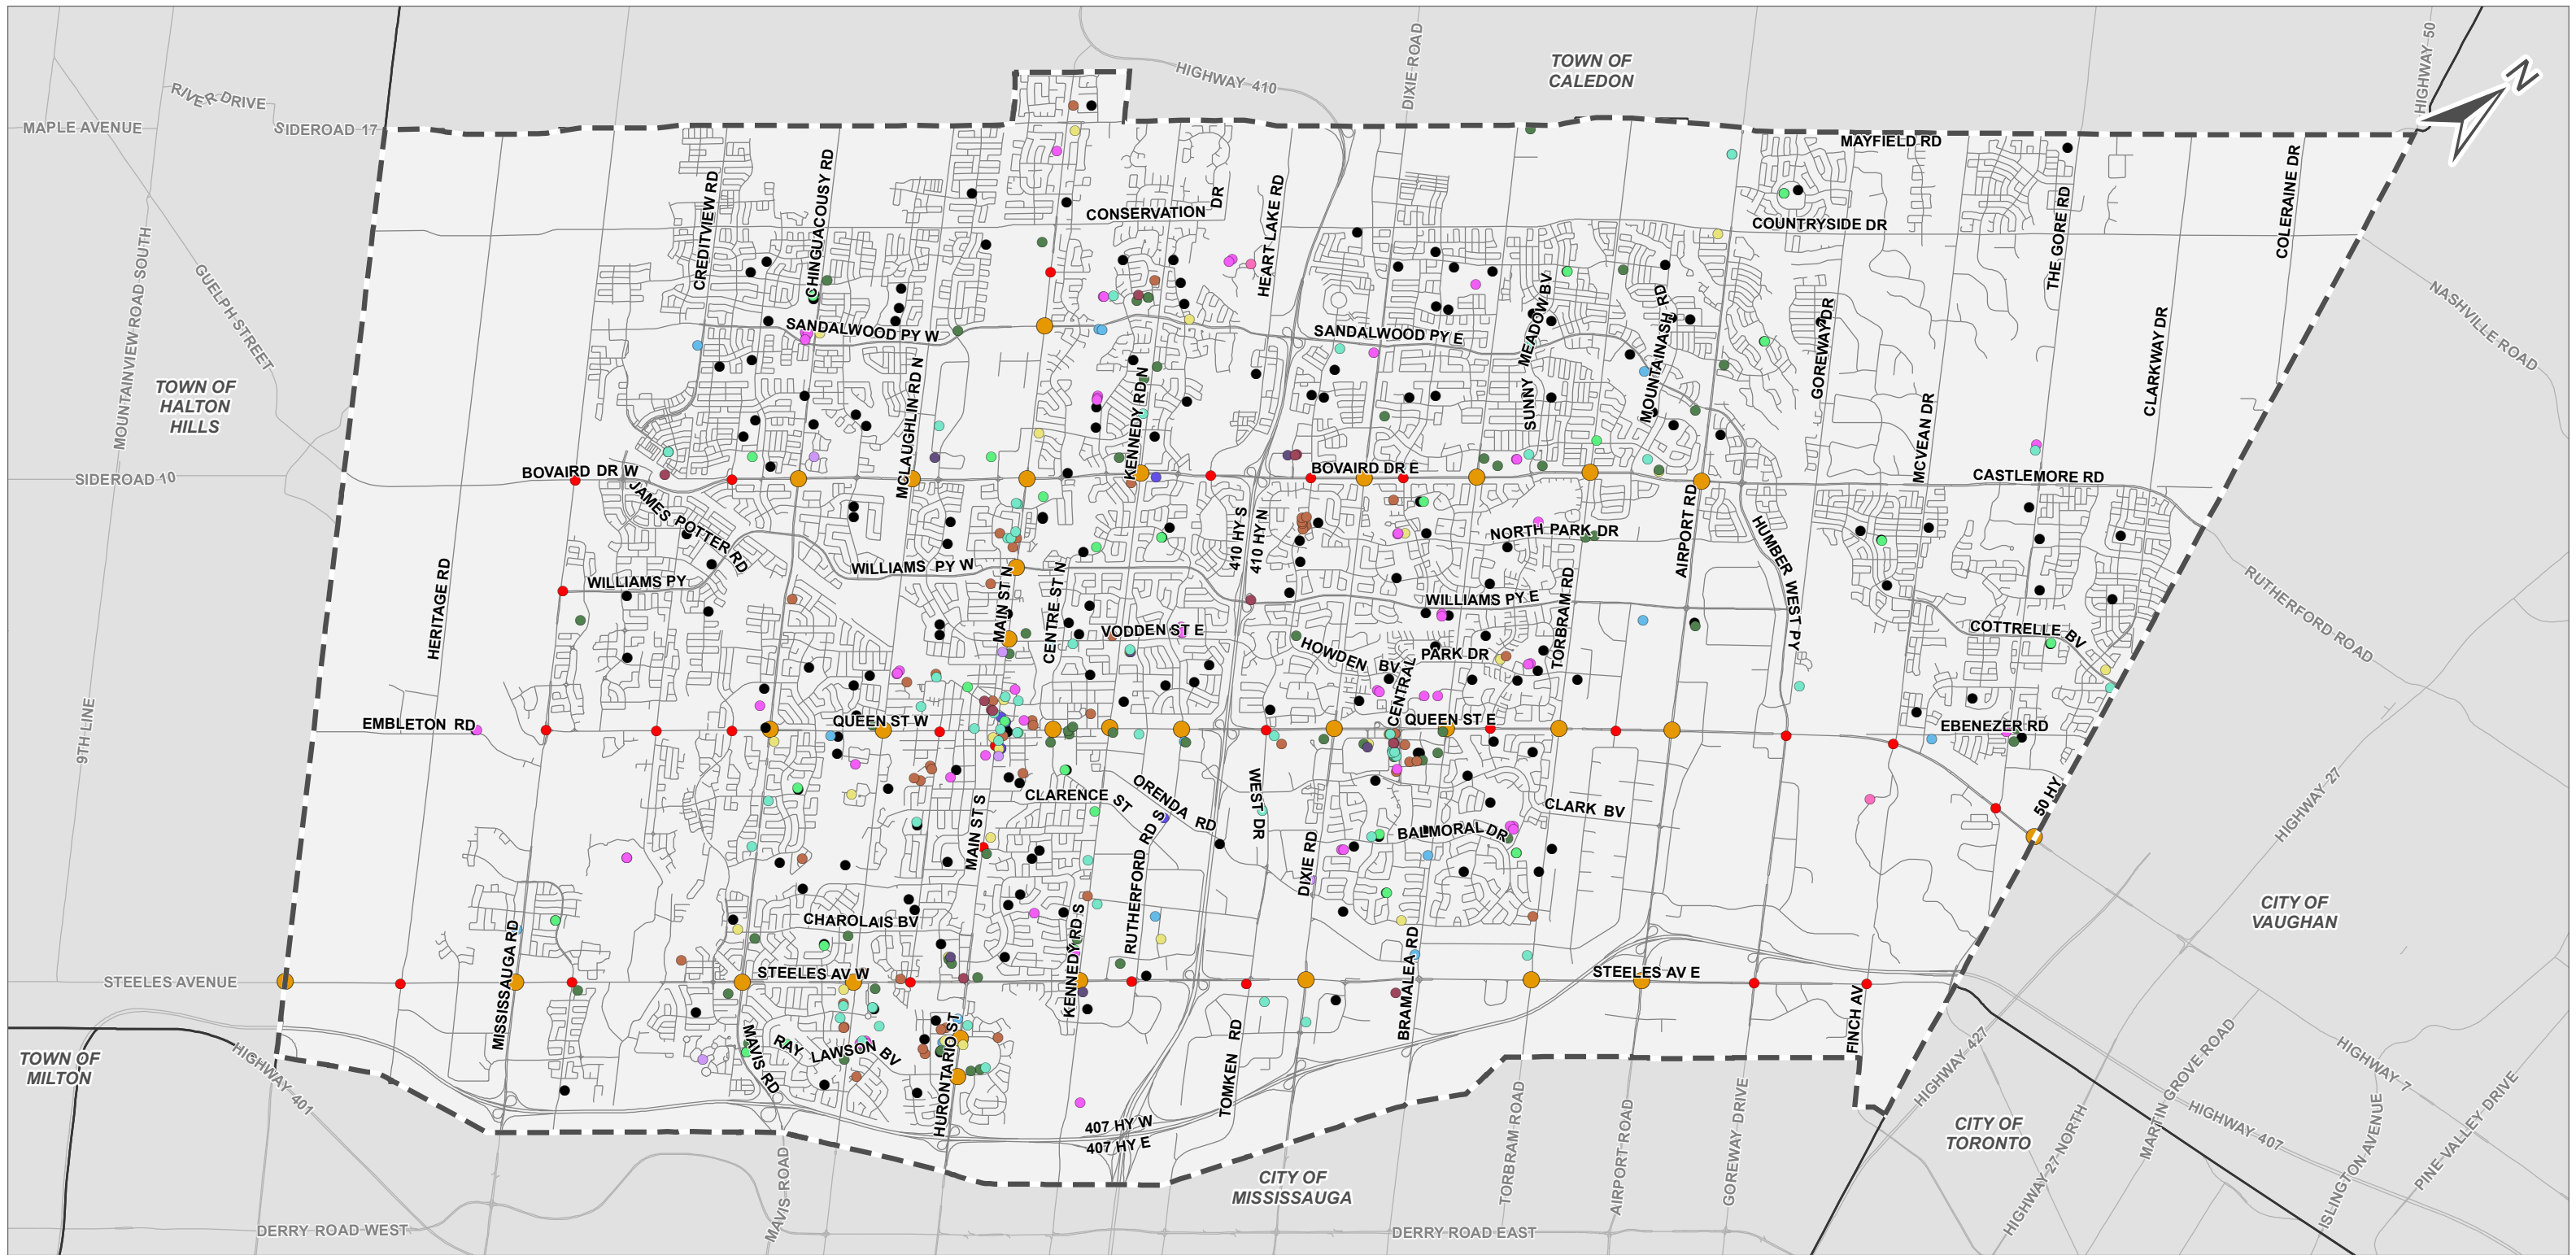 HIGHWAY 50
HIGHWAY 410
DIXIE ROAD
TOWN OF
CALEDON
N
RIVER DRIVE
MAPLE AVENUE
SIDEROAD 17
MAYFIELD RD
CONSERVATION DR
COUNTRYSIDE DR
CREDITVIEW RD
CHINGUACOUSY RD
HEART LAKE RD
THE GORE RD
COLERAINE DR
MOUNTAINVIEW ROAD SOUTH
GUELPH STREET
NASHVILLE ROAD
SANDALWOOD PY W
SANDALWOOD PY E
SUNNY MEADOW BV
MOUNTAINASH RD
GOREWAY DR
CLARKWAY DR
MCVEAN DR
TOWN OF
HALTON
HILLS
MCLAUGHLIN RD N
KENNEDY RD N
SIDEROAD 10
BOVAIRD DR W
BOVAIRD DR E
CASTLEMORE RD
JAMES POTTER RD
410 HY S
410 HY N
NORTH PARK DR
AIRPORT RD
HUMBER WEST PY
HERITAGE RD
WILLIAMS PY
WILLIAMS PY W
WILLIAMS PY E
MAIN ST N
CENTRE ST N
VODDEN ST E
TORBRAM RD
RUTHERFORD ROAD
COTTRELLE BV
HOWDEN BV
CENTRAL PARK DR
9TH LINE
EMBLETON RD
QUEEN ST W
QUEEN ST E
EBENEZER RD
CLARENCE ST
ORENDA RD
WEST DR
CLARK BV
50 HY
HIGHWAY 27
MAIN ST S
RUTHERFORD RD S
DIXIE RD
BALMORAL DR
CHAROLAIS BV
KENNEDY RD S
BRAMALEA RD
CITY OF
VAUGHAN
STEELES AVENUE
MISSISSAUGA RD
STEELES AV W
STEELES AV E
FINCH AV
TOWN OF
MILTON
HIGHWAY 401
MAVIS RD
RAY LAWSON BV
HURONTARIO ST
TOMKEN RD
407 HY W
407 HY E
HIGHWAY 427
MARTIN GROVE ROAD
HIGHWAY 7
HIGHWAY 407
CITY OF
TORONTO
HIGHWAY 27 NORTH
ISLINGTON AVENUE
PINE VALLEY DRIVE
CITY OF
MISSISSAUGA
MAVIS ROAD
TORBRAM ROAD
AIRPORT ROAD
GOREWAY DRIVE
DERRY ROAD WEST
DERRY ROAD EAST